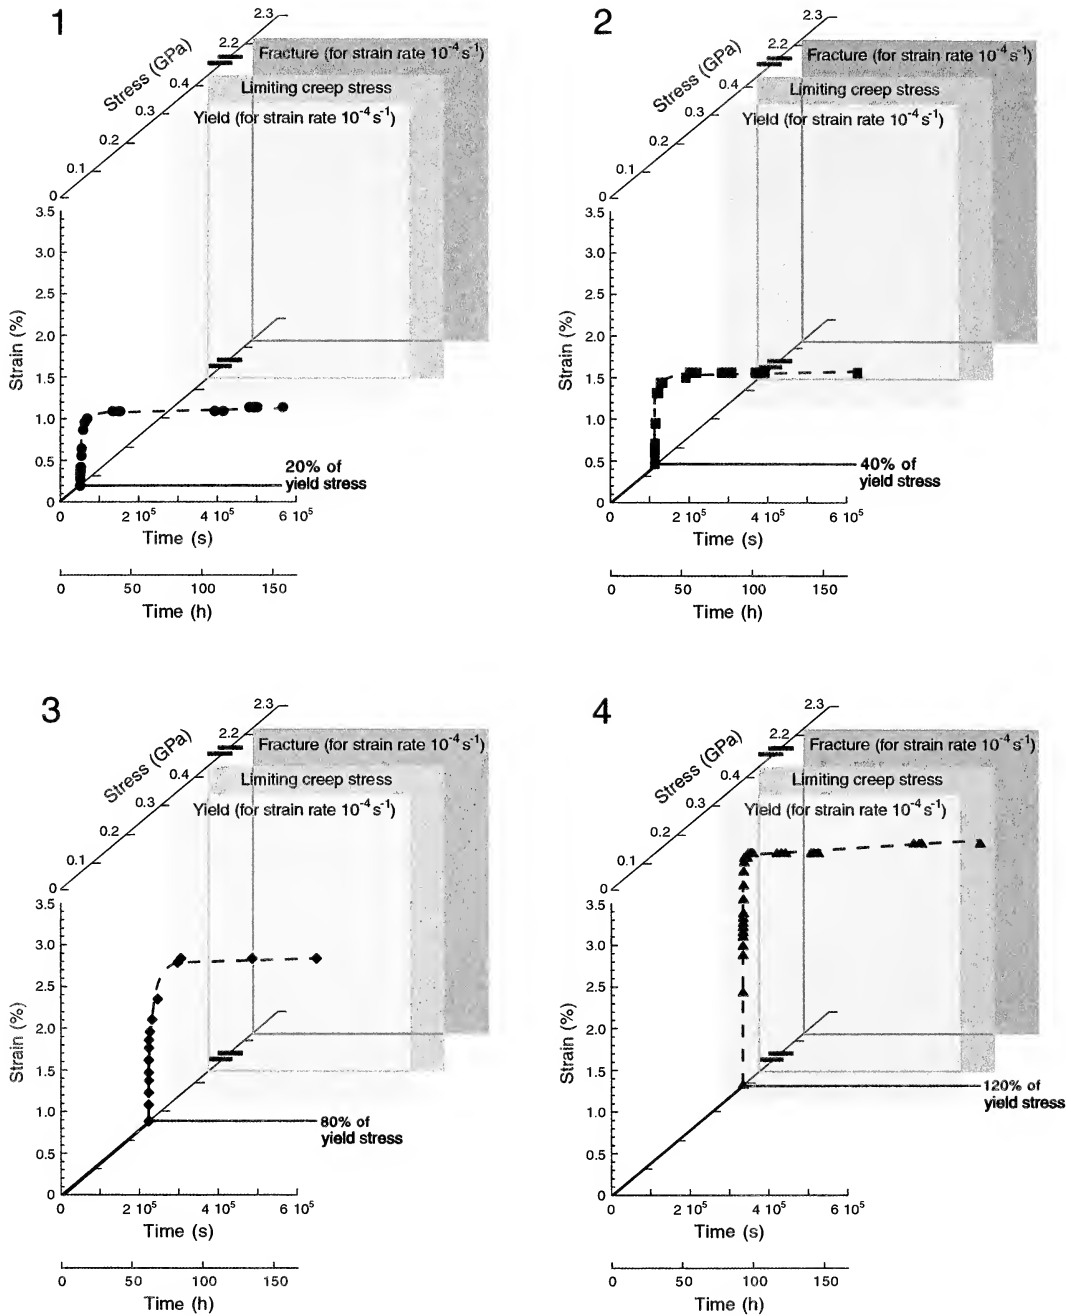 1
Stress (GPa)
2.3
2.2
0.4
0.3
0.2
0.1
0
Fracture (for strain rate 10⁻⁴ s⁻¹)
Limiting creep stress
Yield (for strain rate 10⁻⁴ s⁻¹)
3.5
3.0
2.5
2.0
1.5
1.0
0.5
0
Strain (%)
20% of
yield stress
0 2 10⁵ 4 10⁵ 6 10⁵
Time (s)
0 50 100 150
Time (h)
2
Stress (GPa)
2.3
2.2
0.4
0.3
0.2
0.1
0
Fracture (for strain rate 10⁻⁴ s⁻¹)
Limiting creep stress
Yield (for strain rate 10⁻⁴ s⁻¹)
3.5
3.0
2.5
2.0
1.5
1.0
0.5
0
Strain (%)
40% of
yield stress
0 2 10⁵ 4 10⁵ 6 10⁵
Time (s)
0 50 100 150
Time (h)
3
Stress (GPa)
2.3
2.2
0.4
0.3
0.2
0.1
0
Fracture (for strain rate 10⁻⁴ s⁻¹)
Limiting creep stress
Yield (for strain rate 10⁻⁴ s⁻¹)
3.5
3.0
2.5
2.0
1.5
1.0
0.5
0
Strain (%)
80% of
yield stress
0 2 10⁵ 4 10⁵ 6 10⁵
Time (s)
0 50 100 150
Time (h)
4
Stress (GPa)
2.3
2.2
0.4
0.3
0.2
0.1
0
Fracture (for strain rate 10⁻⁴ s⁻¹)
Limiting creep stress
Yield (for strain rate 10⁻⁴ s⁻¹)
3.5
3.0
2.5
2.0
1.5
1.0
0.5
0
Strain (%)
120% of
yield stress
0 2 10⁵ 4 10⁵ 6 10⁵
Time (s)
0 50 100 150
Time (h)